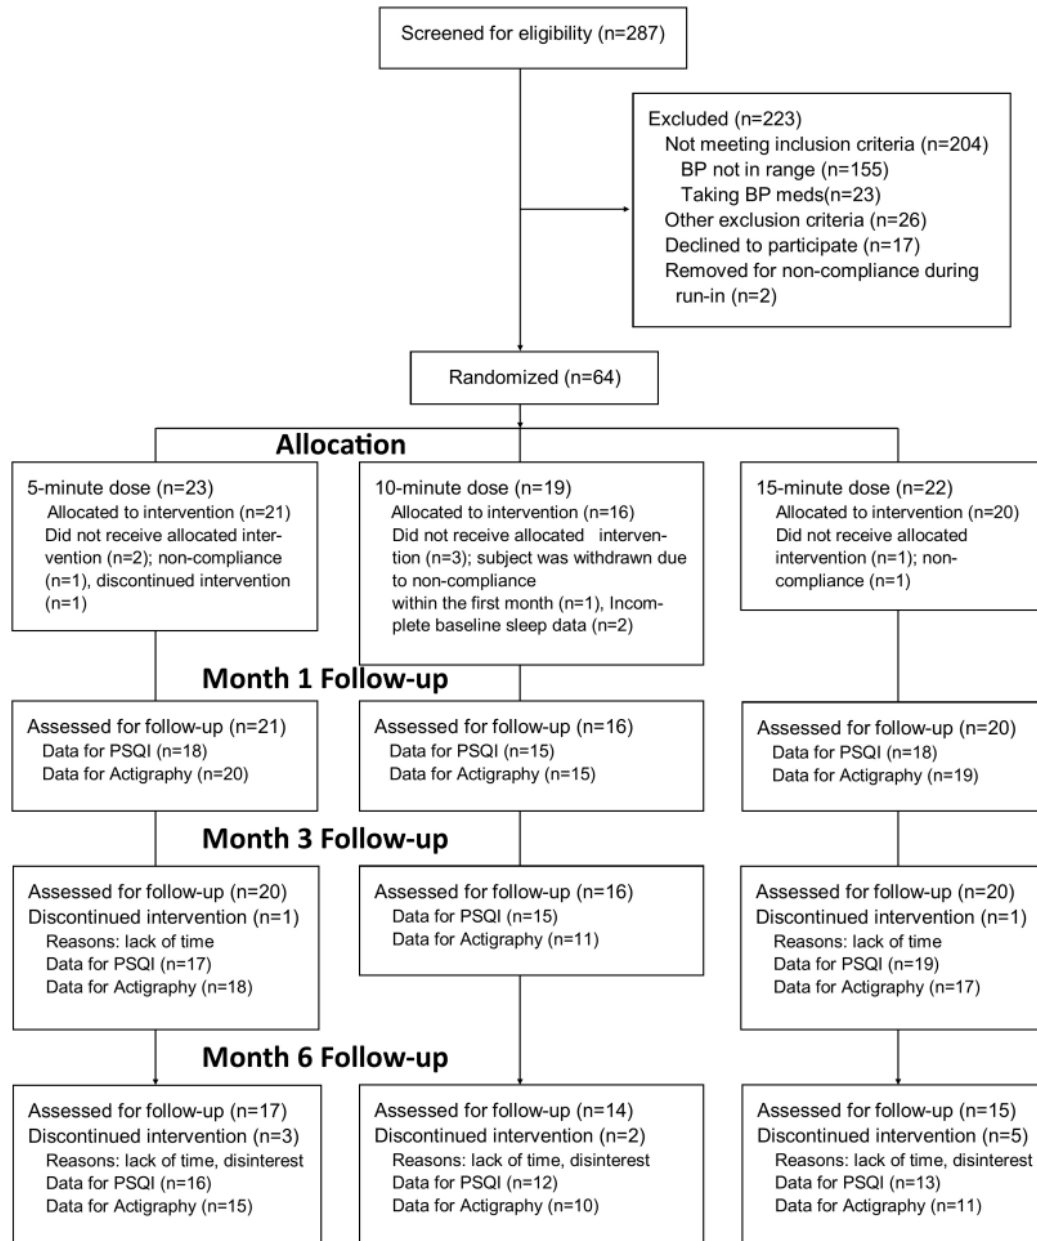 Screened for eligibility (n=287)
Excluded (n=223)
Not meeting inclusion criteria (n=204)
BP not in range (n=155)
Taking BP meds(n=23)
Other exclusion criteria (n=26)
Declined to participate (n=17)
Removed for non-compliance during
run-in (n=2)
Randomized (n=64)
Allocation
5-minute dose (n=23)
Allocated to intervention (n=21)
Did not receive allocated inter-
vention (n=2); non-compliance
(n=1), discontinued intervention
(n=1)
10-minute dose (n=19)
Allocated to intervention (n=16)
Did not receive allocated interven-
tion (n=3); subject was withdrawn due
to non-compliance
within the first month (n=1), Incom-
plete baseline sleep data (n=2)
15-minute dose (n=22)
Allocated to intervention (n=20)
Did not receive allocated
intervention (n=1); non-
compliance (n=1)
Month 1 Follow-up
Assessed for follow-up (n=21)
Data for PSQI (n=18)
Data for Actigraphy (n=20)
Assessed for follow-up (n=16)
Data for PSQI (n=15)
Data for Actigraphy (n=15)
Assessed for follow-up (n=20)
Data for PSQI (n=18)
Data for Actigraphy (n=19)
Month 3 Follow-up
Assessed for follow-up (n=20)
Discontinued intervention (n=1)
Reasons: lack of time
Data for PSQI (n=17)
Data for Actigraphy (n=18)
Assessed for follow-up (n=16)
Data for PSQI (n=15)
Data for Actigraphy (n=11)
Assessed for follow-up (n=20)
Discontinued intervention (n=1)
Reasons: lack of time
Data for PSQI (n=19)
Data for Actigraphy (n=17)
Month 6 Follow-up
Assessed for follow-up (n=17)
Discontinued intervention (n=3)
Reasons: lack of time, disinterest
Data for PSQI (n=16)
Data for Actigraphy (n=15)
Assessed for follow-up (n=14)
Discontinued intervention (n=2)
Reasons: lack of time, disinterest
Data for PSQI (n=12)
Data for Actigraphy (n=10)
Assessed for follow-up (n=15)
Discontinued intervention (n=5)
Reasons: lack of time, disinterest
Data for PSQI (n=13)
Data for Actigraphy (n=11)